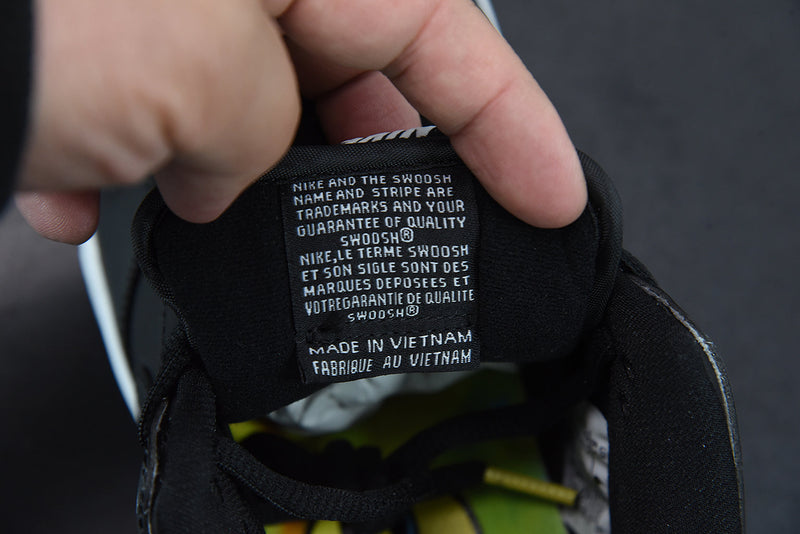 NIKE AND THE SWOOSH
NAME AND STRIPE ARE
TRADEMARKS AND YOUR
GUARANTEE OF QUALITY
SWOOSH®
NIKE, LE TERME SWOOSH
ET SON SIGLE SONT DES
MARQUES DEPOSEES ET
VOTREGARANTIE DE QUALITE
SWOOSH®
MADE IN VIETNAM
FABRIQUE AU VIETNAM